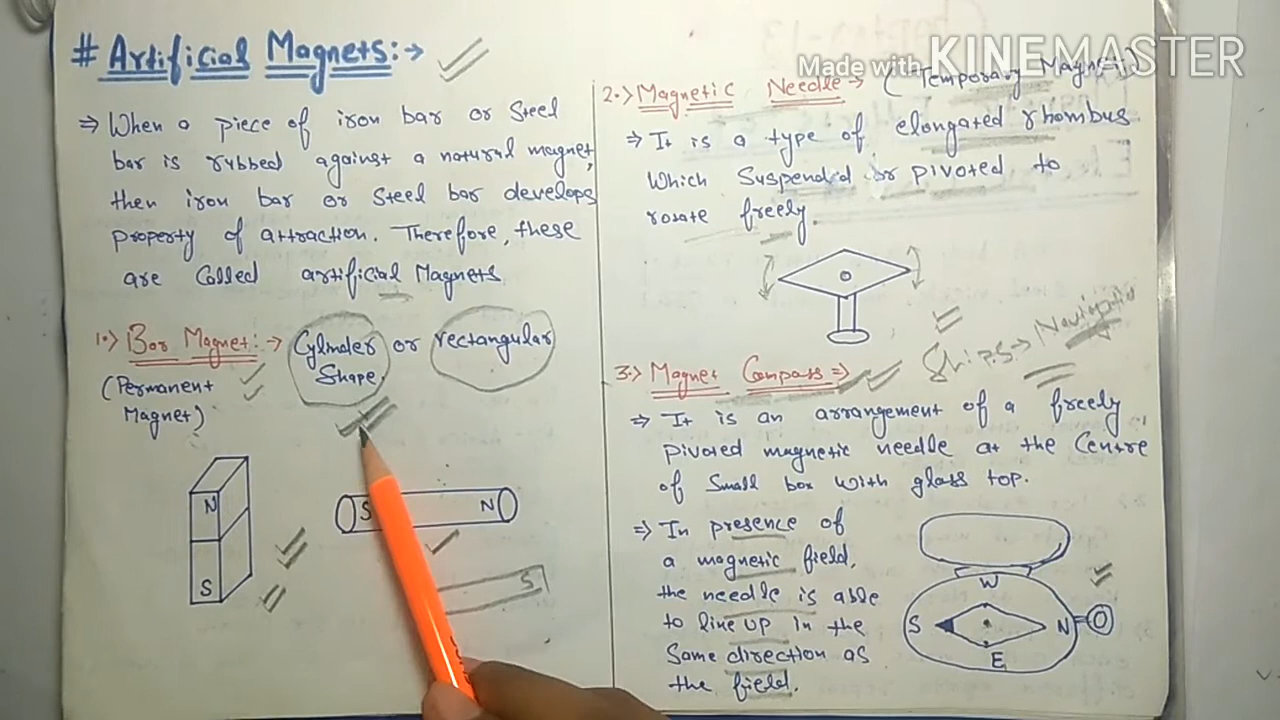 # Artificial Magnets:→
⇒ When a piece of iron bar or Steel
bar is rubbed against a natural magnet,
then iron bar or Steel bar develops
property of attraction. Therefore, these
are Called artificial Magnets.
1.) Bar Magnet:→ Cylinder or rectangular
Shape.
(Permanent
Magnet)
N
S
S
N
S
Made with KINEMASTER
2.) Magnetic Needle→ (Temporary Magnet)
⇒ It is a type of elongated rhombus
Which Suspended or pivoted to
rotate freely.
Ships→ Navigation
3.) Magnet Compass⇒
⇒ It is an arrangement of a freely
pivoted magnetic needle at the Centre
of Small box with glass top.
⇒ In presence of
a magnetic field,
the needle is able
to line up in the
Same direction as
the field.
W
S
N
E